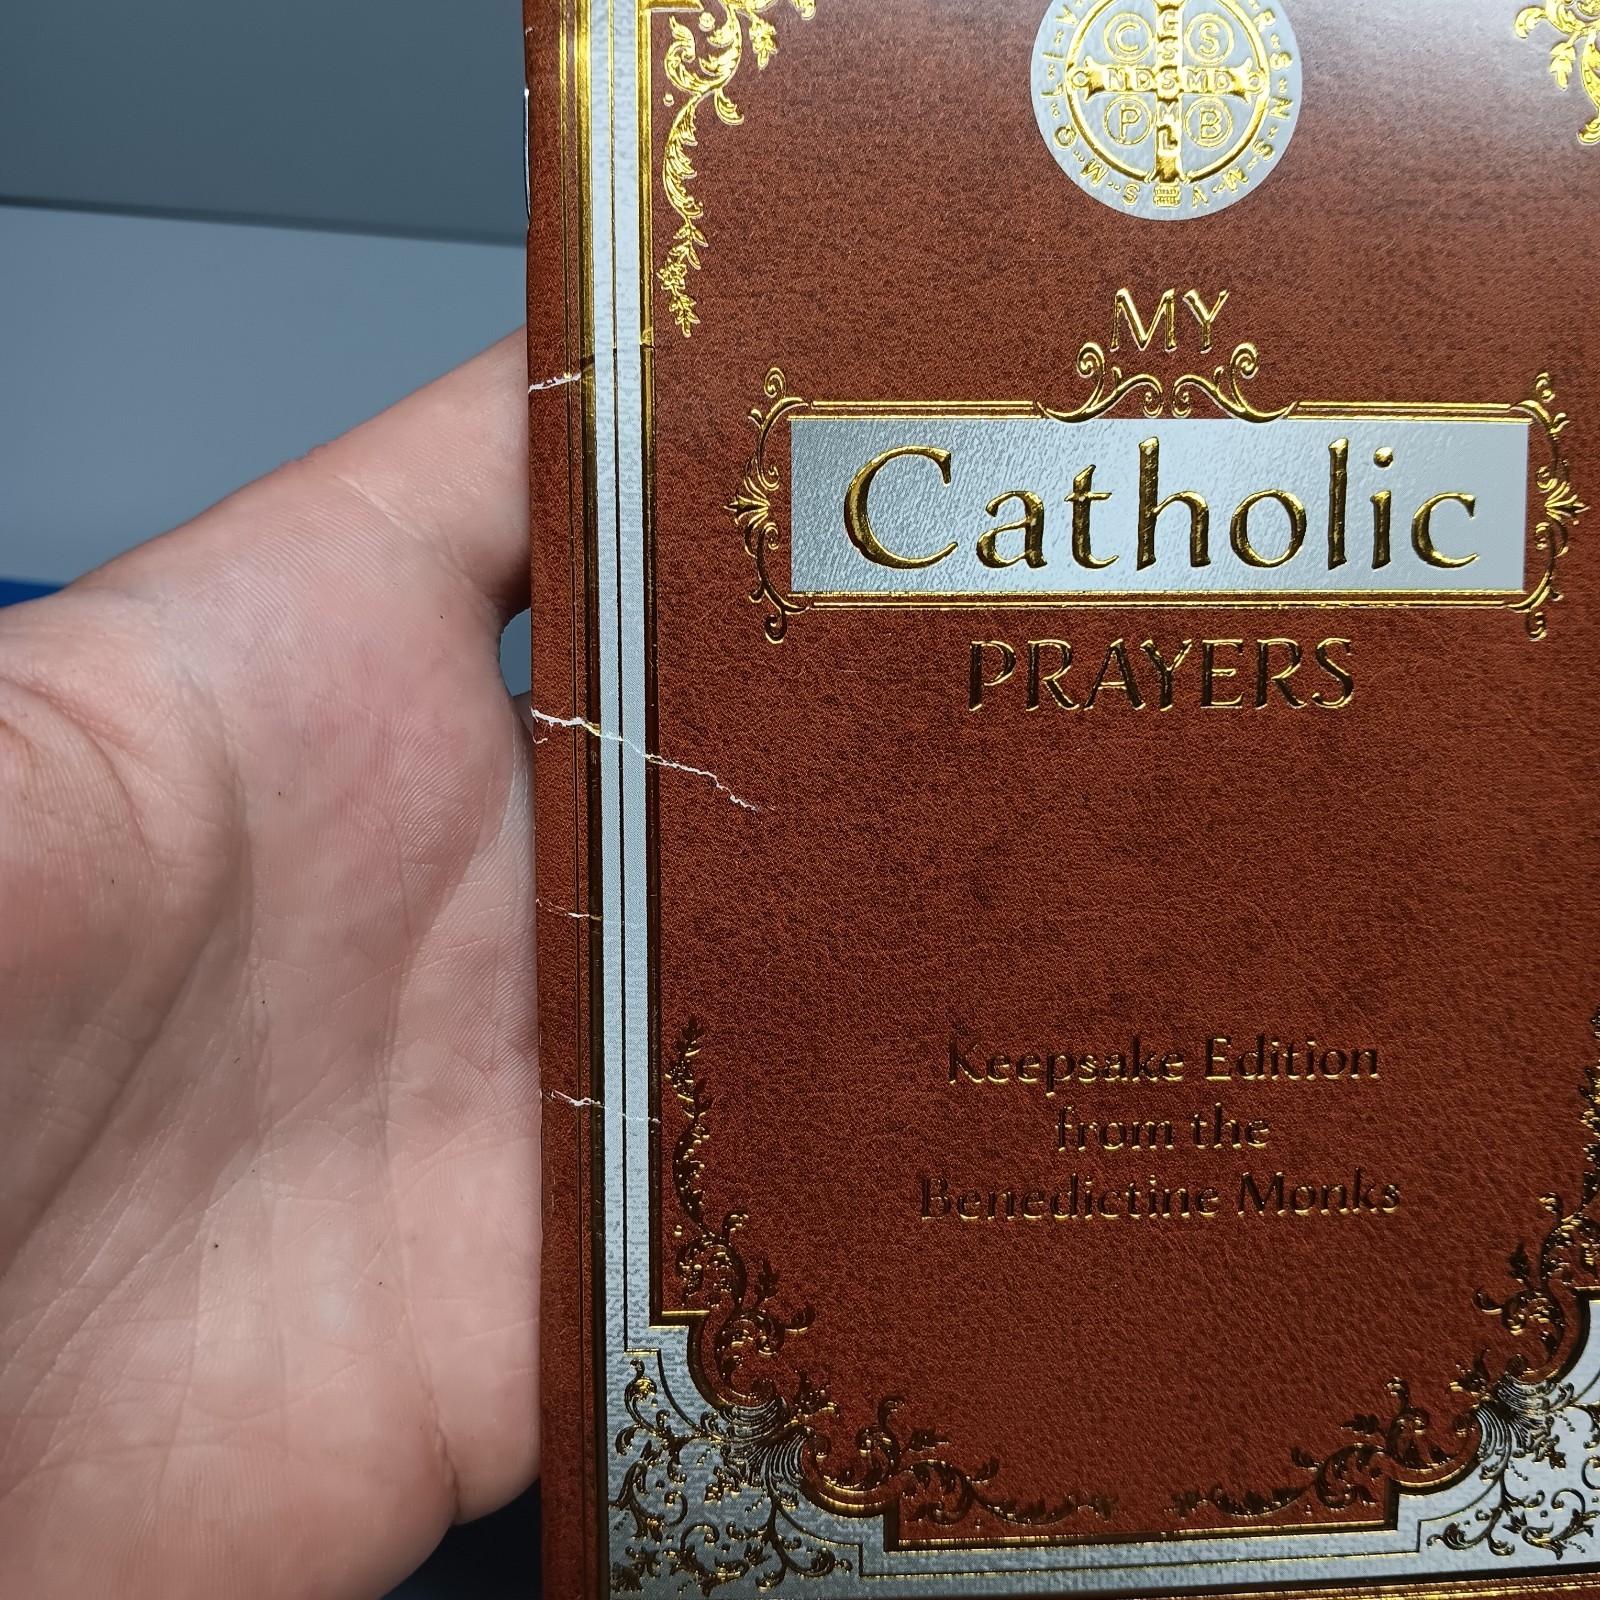 C S
C S S M L
N D S M D
P B
V R S N S M V
S M Q L I V
MY
Catholic
PRAYERS
Keepsake Edition
from the
Benedictine Monks